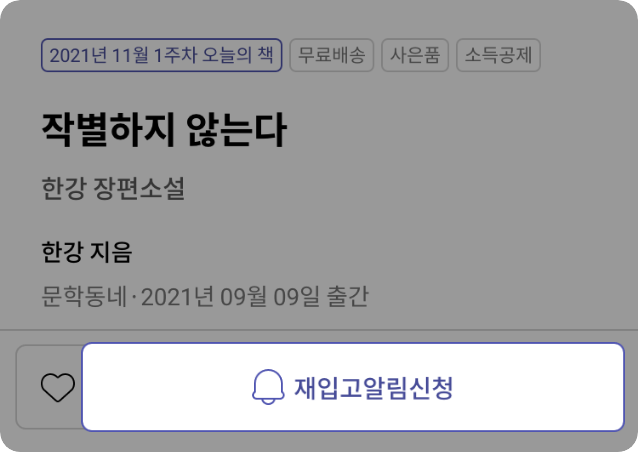 2021년 11월 1주차 오늘의 책 무료배송 사은품 소득공제
작별하지 않는다
한강 장편소설
한강 지음
문학동네 · 2021년 09월 09일 출간
재입고알림신청